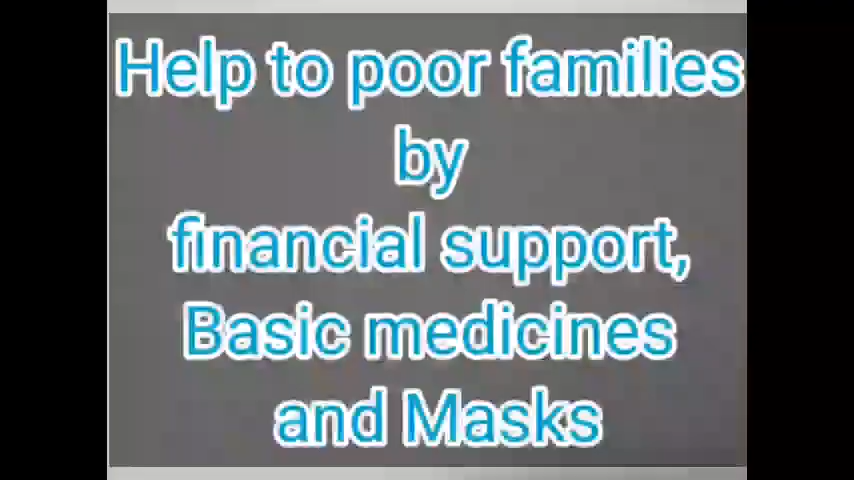 Help to poor families
by
financial support,
Basic medicines
and Masks